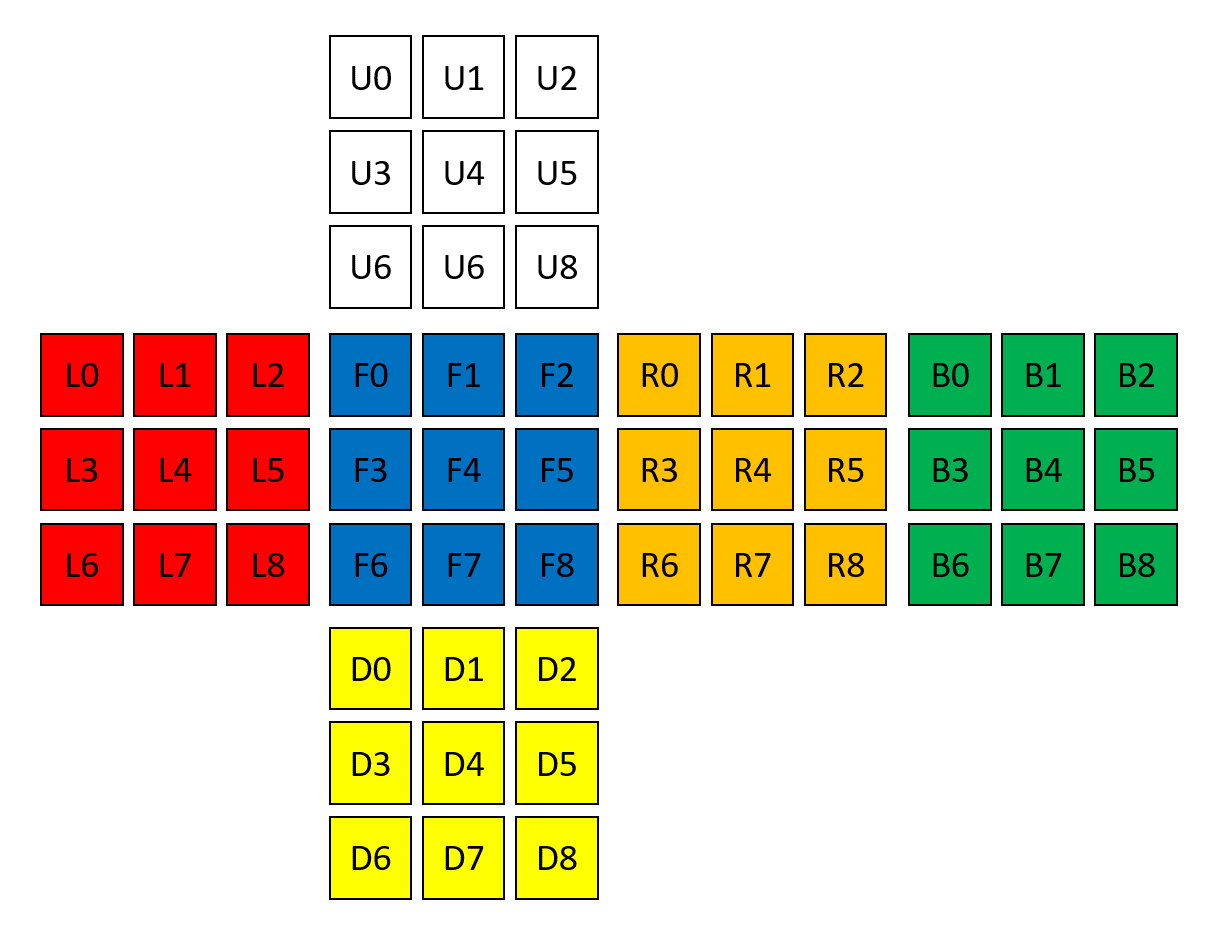 U0 U1 U2
U3 U4 U5
U6 U6 U8
L0 L1 L2 F0 F1 F2 R0 R1 R2 B0 B1 B2
L3 L4 L5 F3 F4 F5 R3 R4 R5 B3 B4 B5
L6 L7 L8 F6 F7 F8 R6 R7 R8 B6 B7 B8
D0 D1 D2
D3 D4 D5
D6 D7 D8